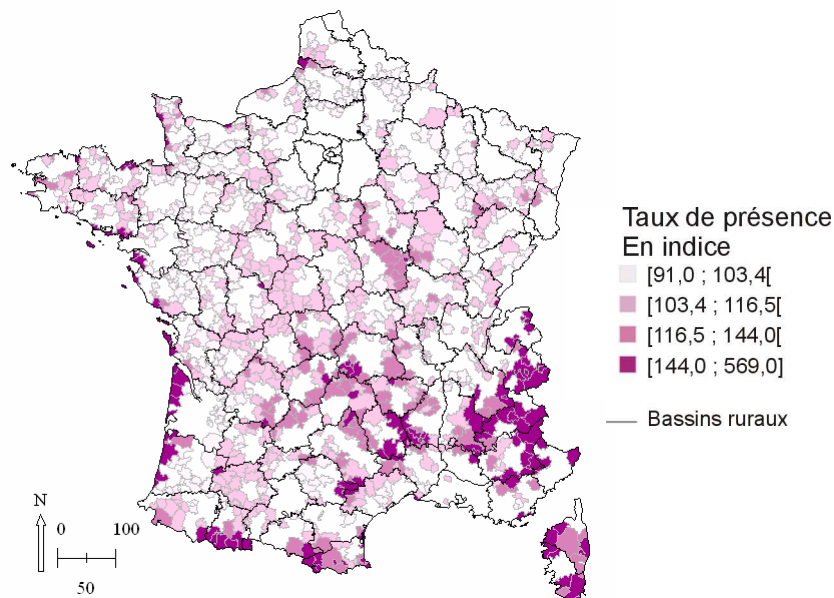 Taux de présence
En indice
[91,0 ; 103,4[
[103,4 ; 116,5[
[116,5 ; 144,0[
[144,0 ; 569,0]
Bassins ruraux
N
0 100
50